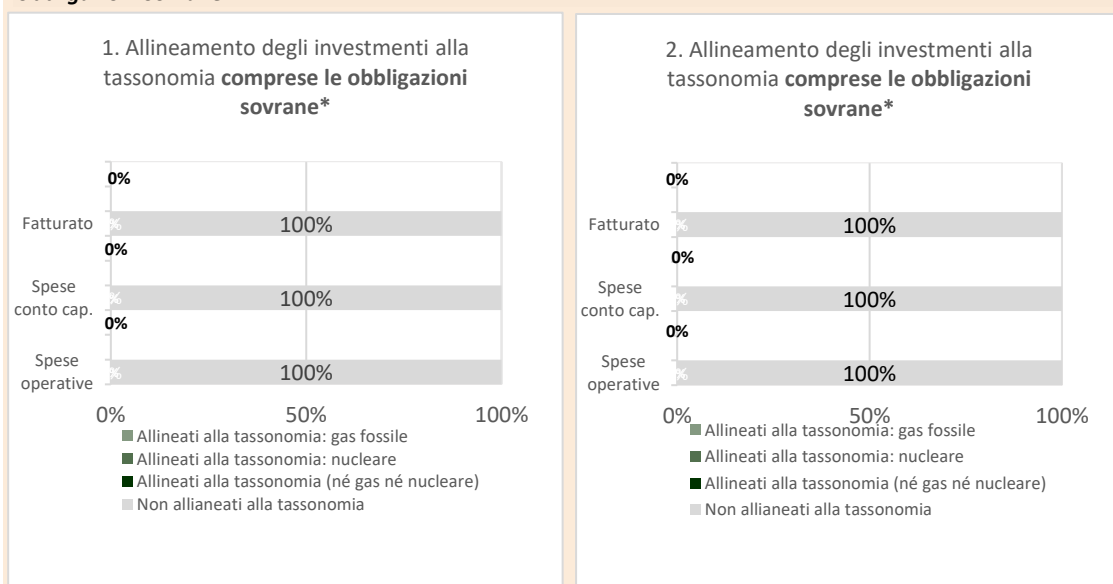 1. Allineamento degli investimenti alla
tassonomia comprese le obbligazioni
sovrane*
0%
Fatturato
%
100%
0%
Spese
conto cap.
%
100%
0%
Spese
operative
%
100%
0%
50%
100%
Allineati alla tassonomia: gas fossile
Allineati alla tassonomia: nucleare
Allineati alla tassonomia (né gas né nucleare)
Non allianeati alla tassonomia
2. Allineamento degli investimenti alla
tassonomia comprese le obbligazioni
sovrane*
0%
Fatturato
%
100%
0%
Spese
conto cap.
%
100%
0%
Spese
operative
%
100%
0%
50%
100%
Allineati alla tassonomia: gas fossile
Allineati alla tassonomia: nucleare
Allineati alla tassonomia (né gas né nucleare)
Non allianeati alla tassonomia